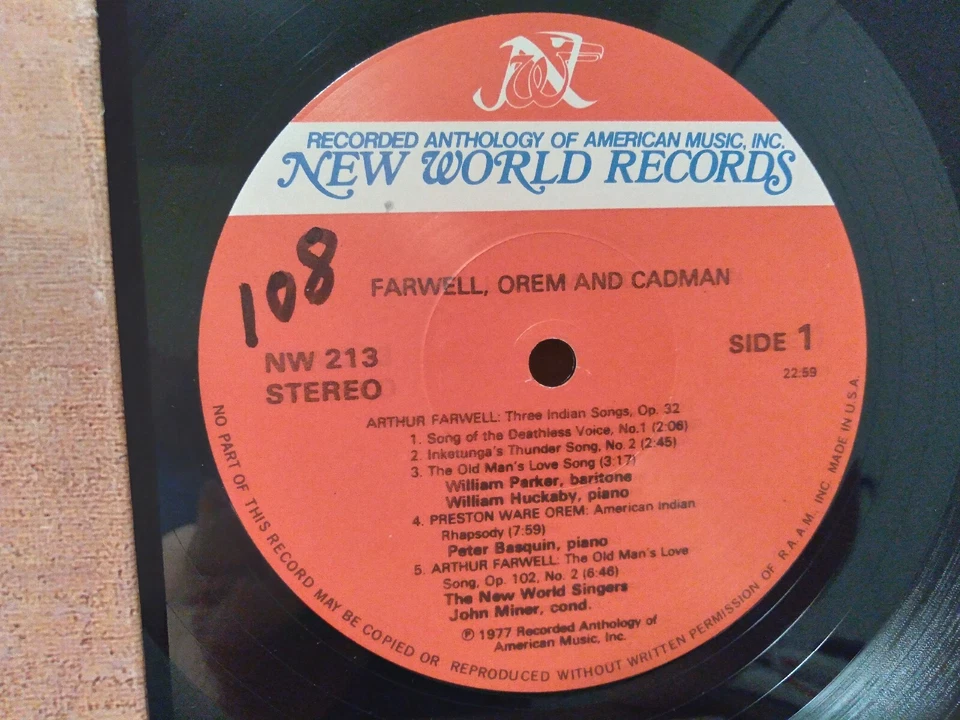 RECORDED ANTHOLOGY OF AMERICAN MUSIC, INC.
NEW WORLD RECORDS
108
FARWELL, OREM AND CADMAN
NW 213
STEREO
SIDE 1
22:59
ARTHUR FARWELL: Three Indian Songs, Op. 32
1. Song of the Deathless Voice, No.1 (2:06)
2. Inketunga's Thunder Song, No. 2 (2:45)
3. The Old Man's Love Song (3:17)
William Parker, baritone
William Huckaby, piano
4. PRESTON WARE OREM: American Indian
Rhapsody (7:59)
Peter Basquin, piano
5. ARTHUR FARWELL: The Old Man's Love
Song, Op. 102, No. 2 (6:46)
The New World Singers
John Miner, cond.
Ⓟ 1977 Recorded Anthology of
American Music, Inc.
NO PART OF THIS RECORD MAY BE COPIED OR REPRODUCED WITHOUT WRITTEN PERMISSION OF R.A.A.M. INC. MADE IN U.S.A